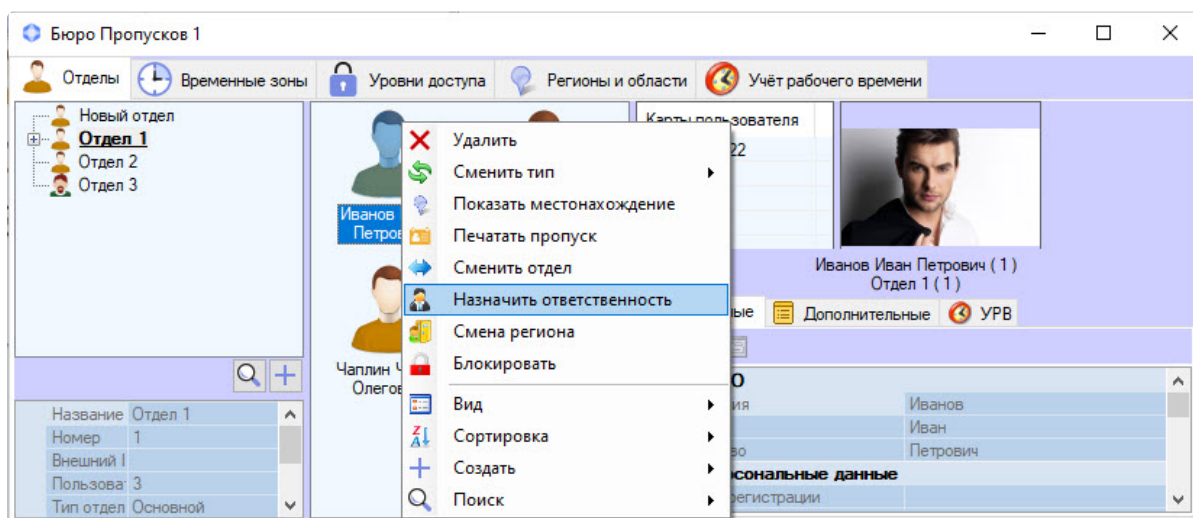 Бюро Пропусков 1
Отделы
Временные зоны
Уровни доступа
Регионы и области
Учёт рабочего времени
Новый отдел
Отдел 1
Отдел 2
Отдел 3
Иванов
Чаплин
Удалить
Сменить тип
Показать местонахождение
Печатать пропуск
Сменить отдел
Назначить ответственность
Смена региона
Блокировать
Вид
Сортировка
Создать
Поиск
Карты пользователя
22
Иванов Иван Петрович ( 1 )
Отдел 1 ( 1 )
Дополнительные
УРВ
Иванов
Иван
Петрович
сональные данные
регистрации
Название Отдел 1
Номер 1
Внешний I
Пользова 3
Тип отдел Основной